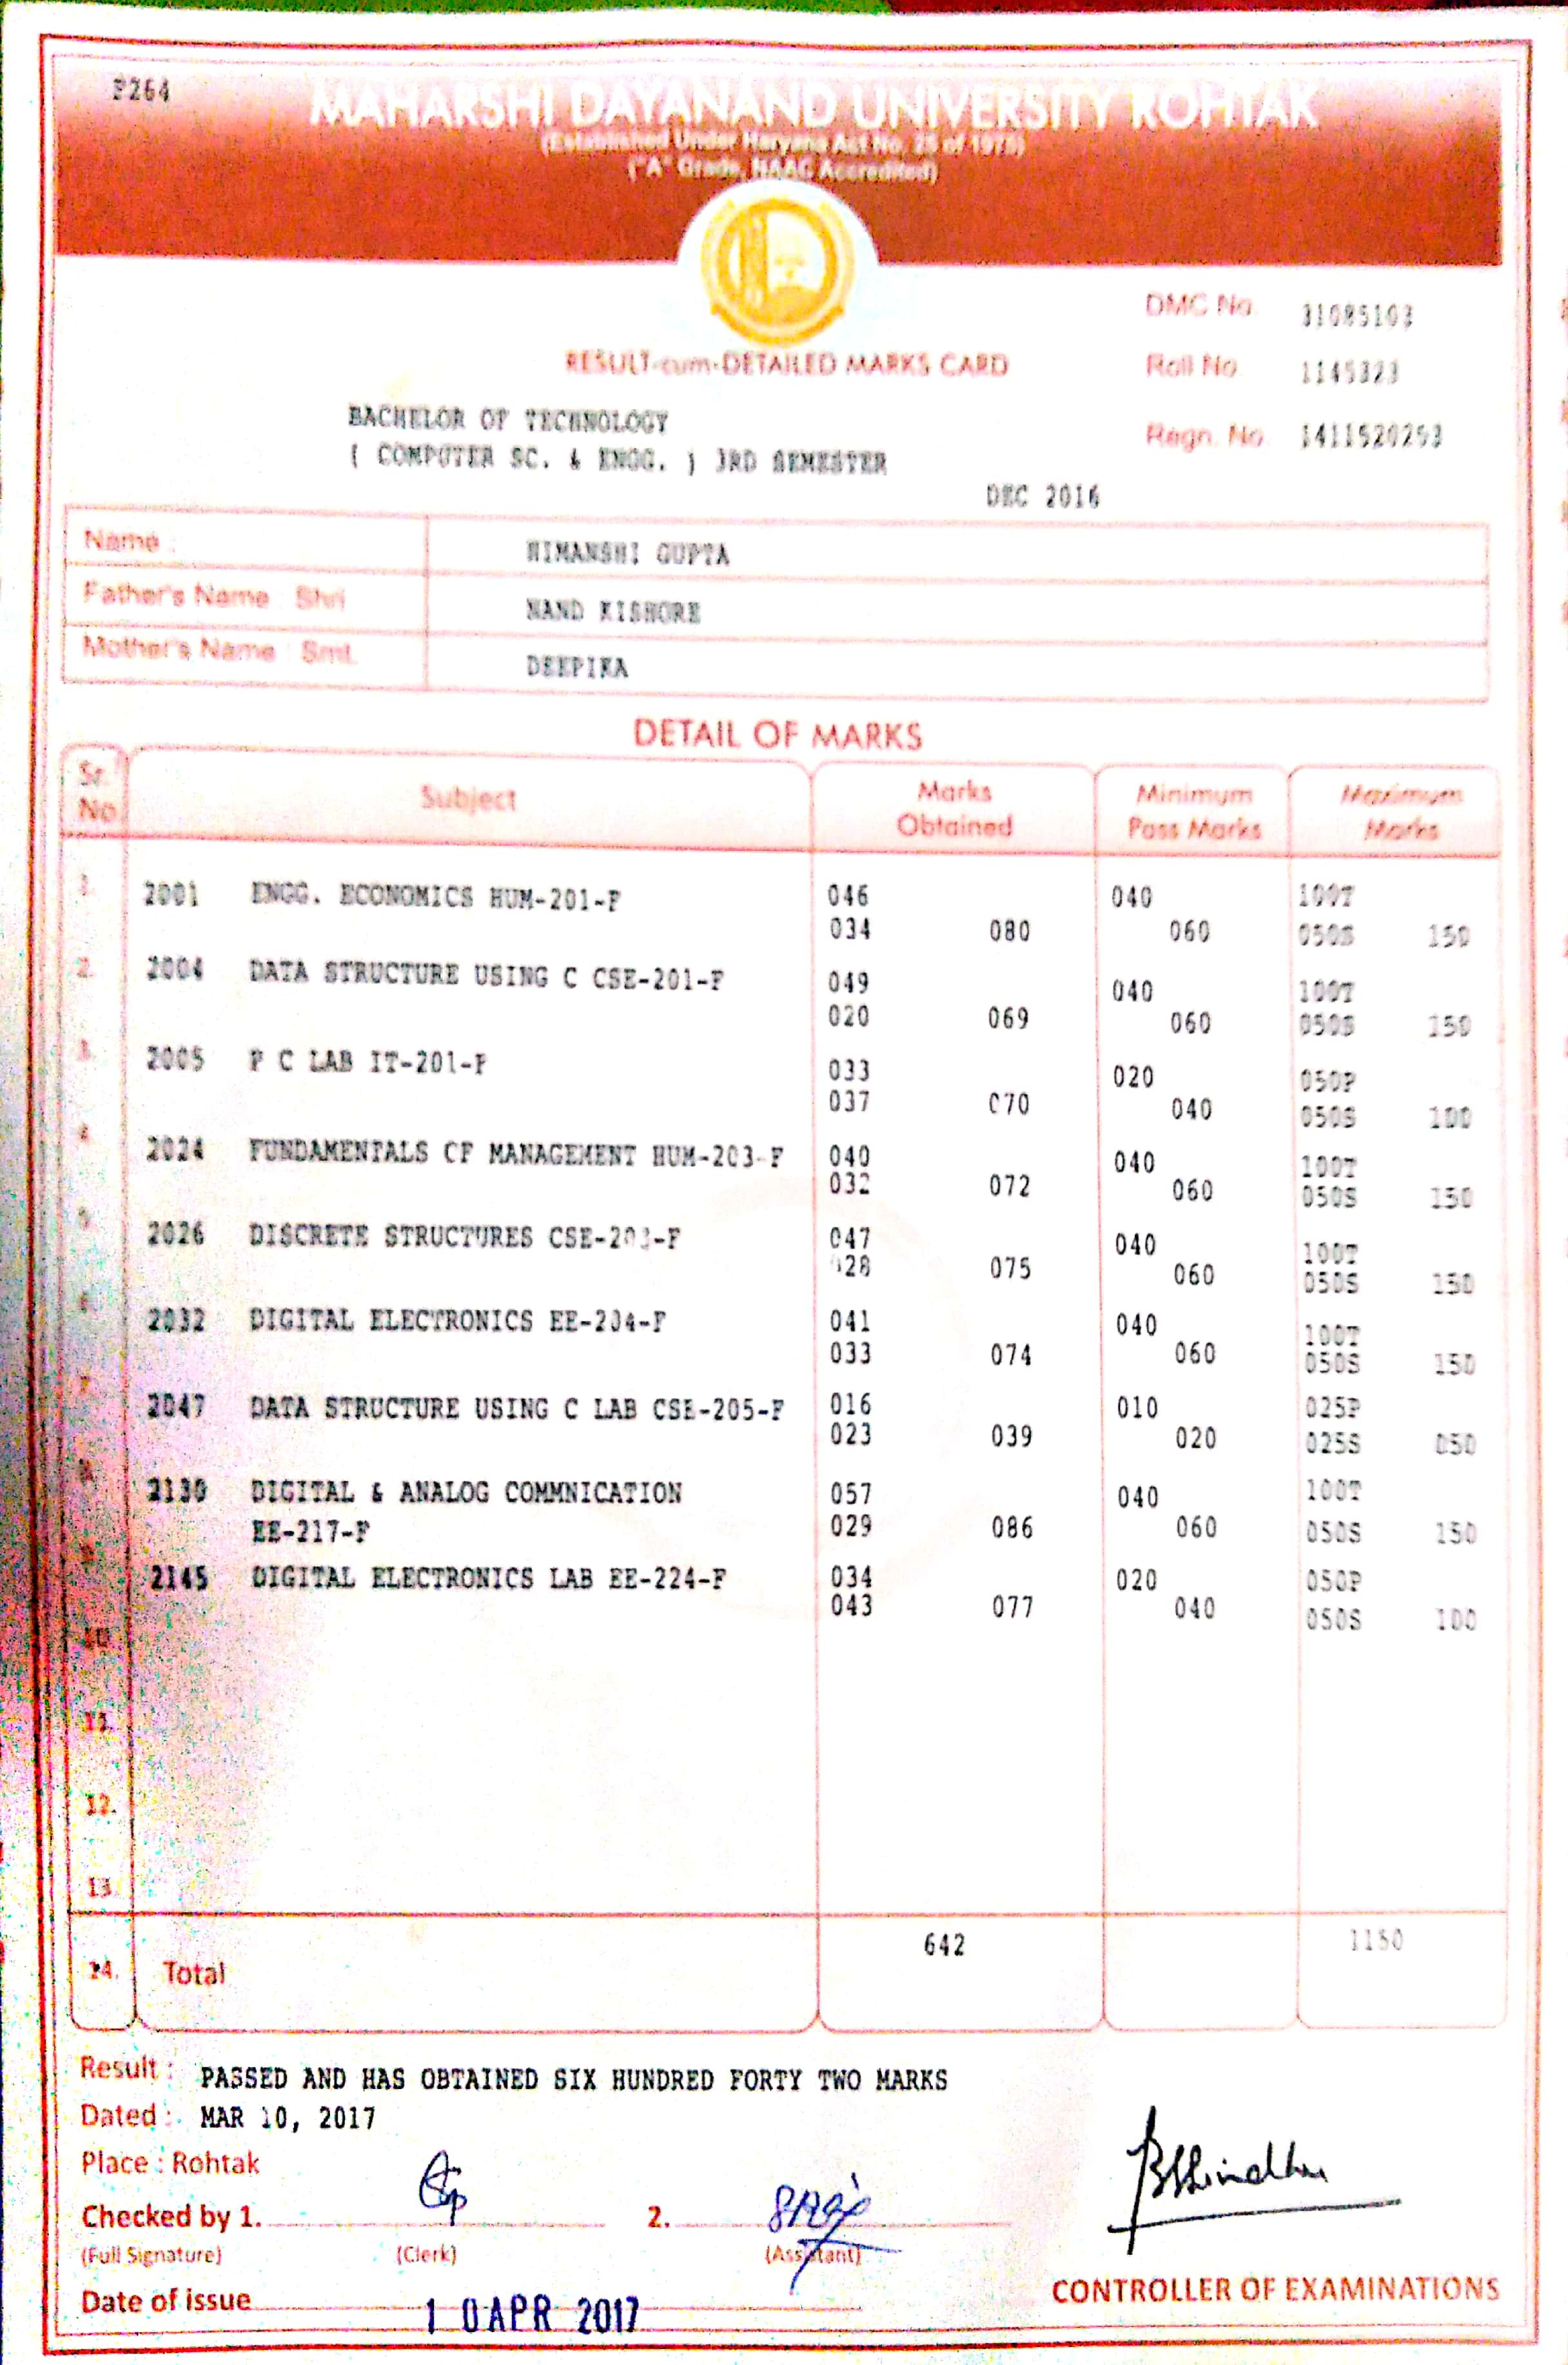 P264
MAHARSHI DAYANAND UNIVERSITY ROHTAK
(Established Under Haryana Act No. 25 of 1975)
("A" Grade, NAAC Accredited)
DMC No. 31085103
RESULT-cum-DETAILED MARKS CARD
Roll No 1145323
BACHELOR OF TECHNOLOGY
Regn. No 1411520253
( COMPUTER SC. & ENGG. ) 3RD SEMESTER
DEC 2016
Name : HIMANSHI GUPTA
Father's Name : Shri NAND KISHORE
Mother's Name : Smt. DEEPIKA
DETAIL OF MARKS
Sr. No. Subject Marks Obtained Minimum Pass Marks Maximum Marks
1. 2001 ENGG. ECONOMICS HUM-201-F 046 040 100T
034 080 060 050S 150
2. 2004 DATA STRUCTURE USING C CSE-201-F 049 040 100T
020 069 060 050S 150
3. 2005 P C LAB IT-201-F 033 020 050P
037 070 040 050S 100
4 2024 FUNDAMENTALS OF MANAGEMENT HUM-203-F 040 040 100T
032 072 060 050S 150
5 2026 DISCRETE STRUCTURES CSE-203-F 047 040 100T
028 075 060 050S 150
6 2032 DIGITAL ELECTRONICS EE-204-F 041 040 100T
033 074 060 050S 150
7 2047 DATA STRUCTURE USING C LAB CSE-205-F 016 010 025P
023 039 020 025S 050
8 2130 DIGITAL & ANALOG COMMNICATION 057 040 100T
EE-217-F 029 086 060 050S 150
9 2145 DIGITAL ELECTRONICS LAB EE-224-F 034 020 050P
043 077 040 050S 100
10.
11.
12.
13.
14. Total 642 1150
Result : PASSED AND HAS OBTAINED SIX HUNDRED FORTY TWO MARKS
Dated : MAR 10, 2017
Place : Rohtak
Checked by 1. 2.
(Full Signature) (Clerk) (Assistant)
Date of issue 10 APR 2017
CONTROLLER OF EXAMINATIONS